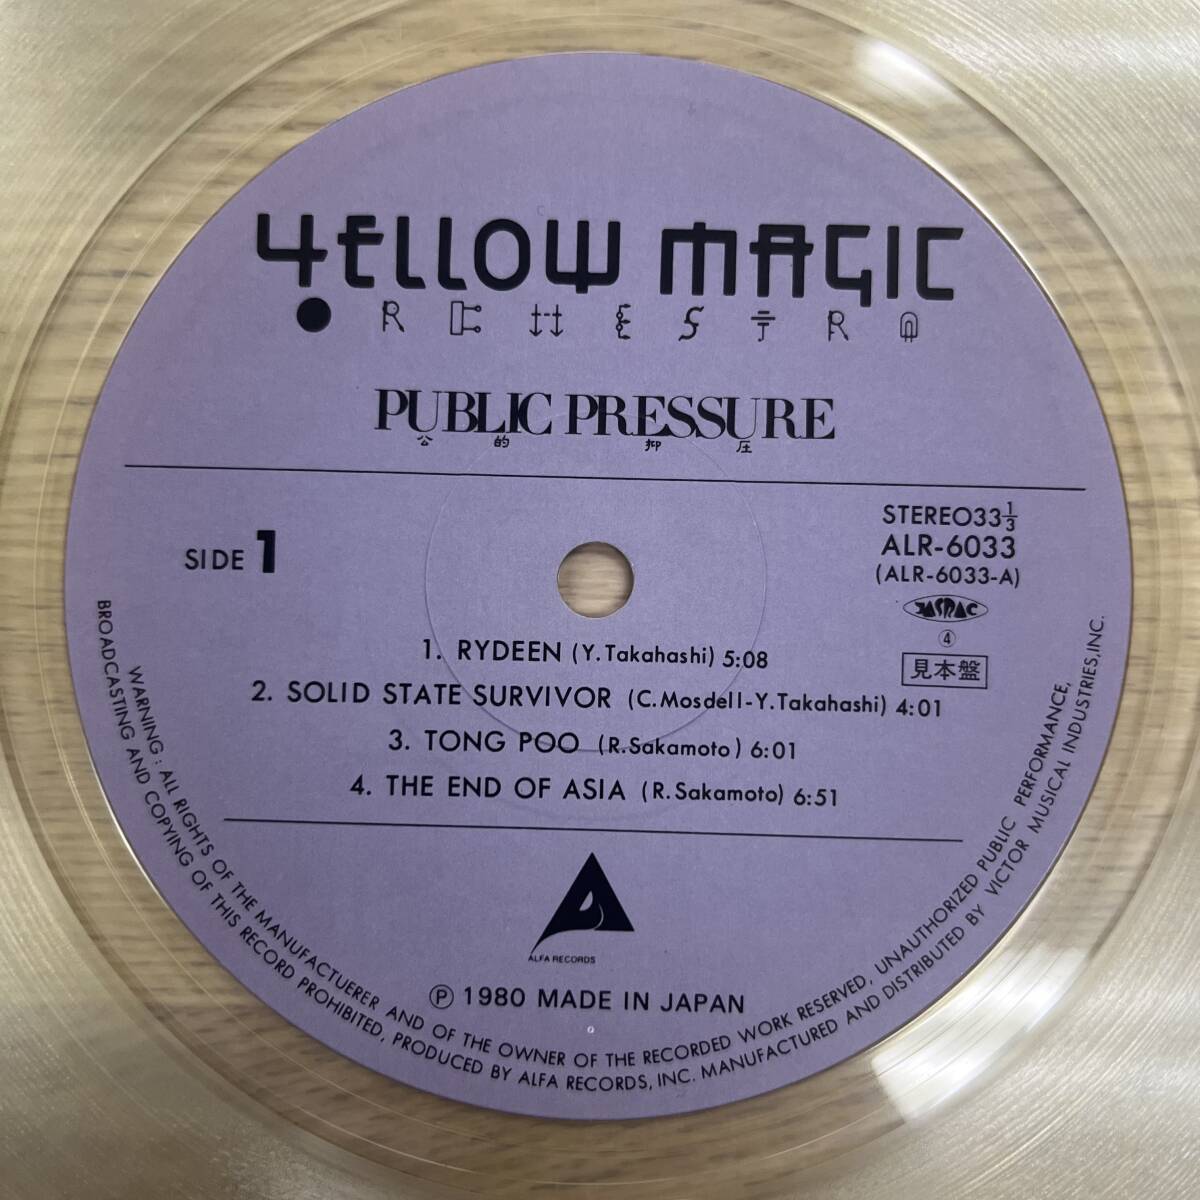 YELLOW MAGIC
ORCHESTRA
PUBLIC PRESSURE
公的抑圧
STEREO33⅓
ALR-6033
(ALR-6033-A)
JASRAC
④
見本盤
SIDE 1
1. RYDEEN (Y. Takahashi) 5:08
2. SOLID STATE SURVIVOR (C. Mosdell-Y. Takahashi) 4:01
3. TONG POO (R. Sakamoto) 6:01
4. THE END OF ASIA (R. Sakamoto) 6:51
ALFA RECORDS
Ⓟ 1980 MADE IN JAPAN
WARNING: ALL RIGHTS OF THE MANUFACTUERER AND OF THE OWNER OF THE RECORDED WORK RESERVED, UNAUTHORIZED PUBLIC PERFORMANCE,
BROADCASTING AND COPYING OF THIS RECORD PROHIBITED, PRODUCED BY ALFA RECORDS, INC. MANUFACTURED AND DISTRIBUTED BY VICTOR MUSICAL INDUSTRIES, INC.